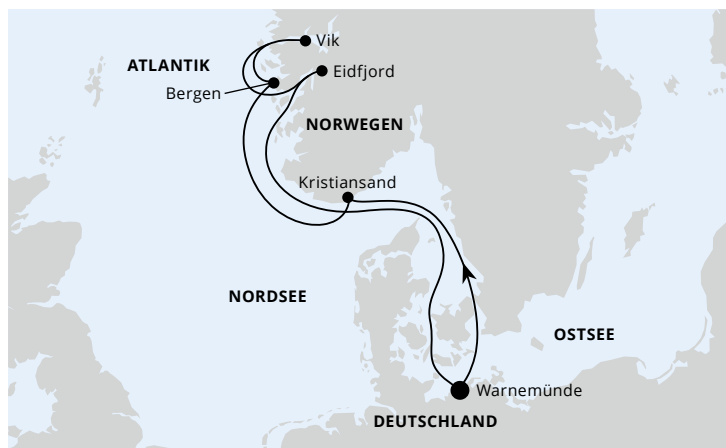 Vik
ATLANTIK
Eidfjord
Bergen
NORWEGEN
Kristiansand
NORDSEE
OSTSEE
Warnemünde
DEUTSCHLAND